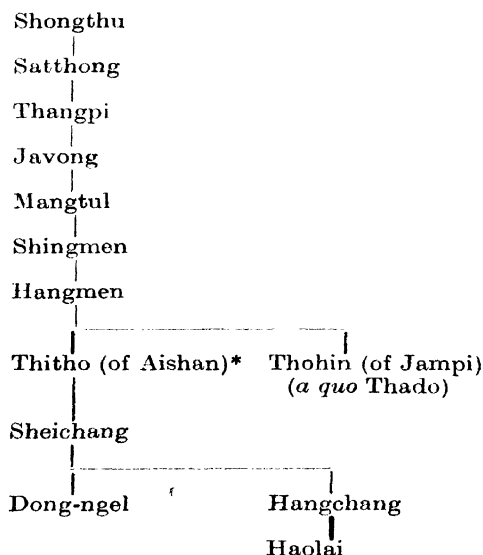 Shongthu
Satthong
Thangpi
Javong
Mangtul
Shingmen
Hangmen
Thitho (of Aishan)* Thohin (of Jampi)
(a quo Thado)
Sheichang
Dong-ngel Hangchang
Haolai